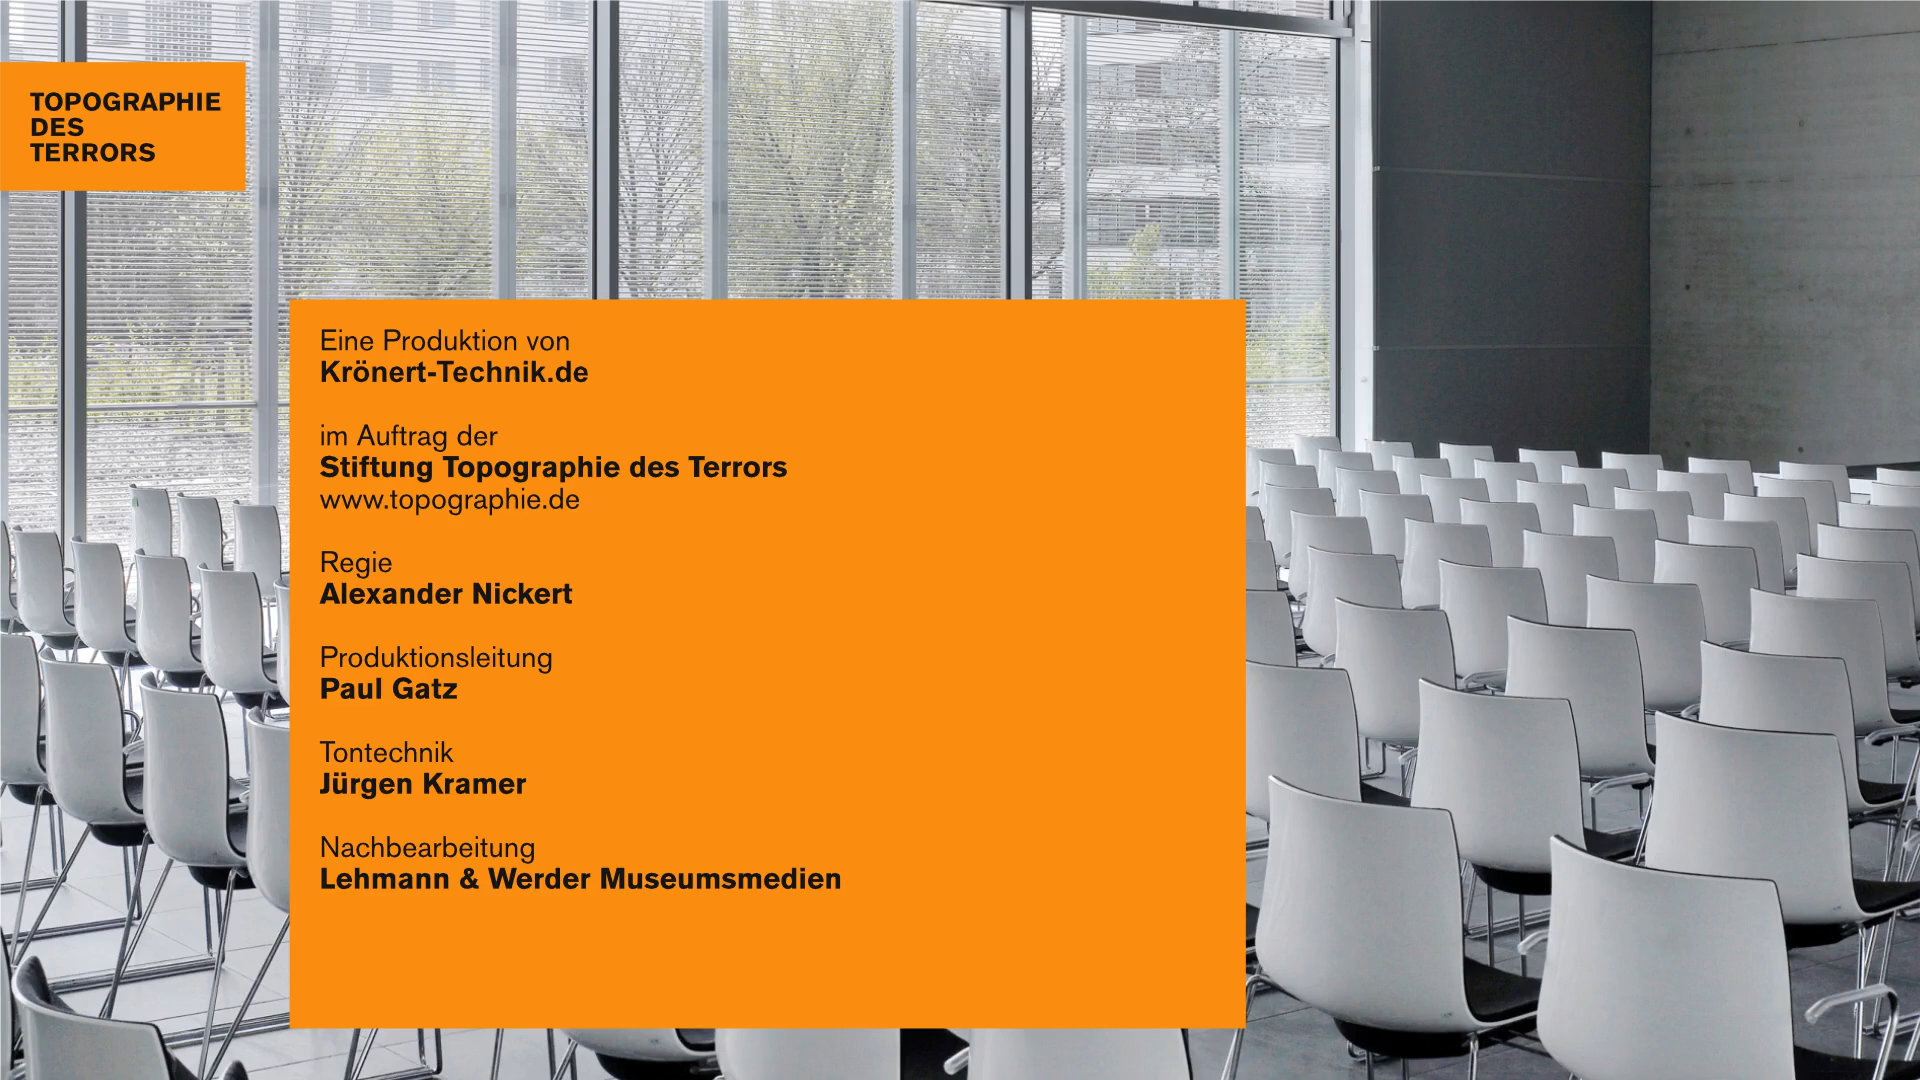 TOPOGRAPHIE
DES
TERRORS
Eine Produktion von
Krönert-Technik.de
im Auftrag der
Stiftung Topographie des Terrors
www.topographie.de
Regie
Alexander Nickert
Produktionsleitung
Paul Gatz
Tontechnik
Jürgen Kramer
Nachbearbeitung
Lehmann & Werder Museumsmedien